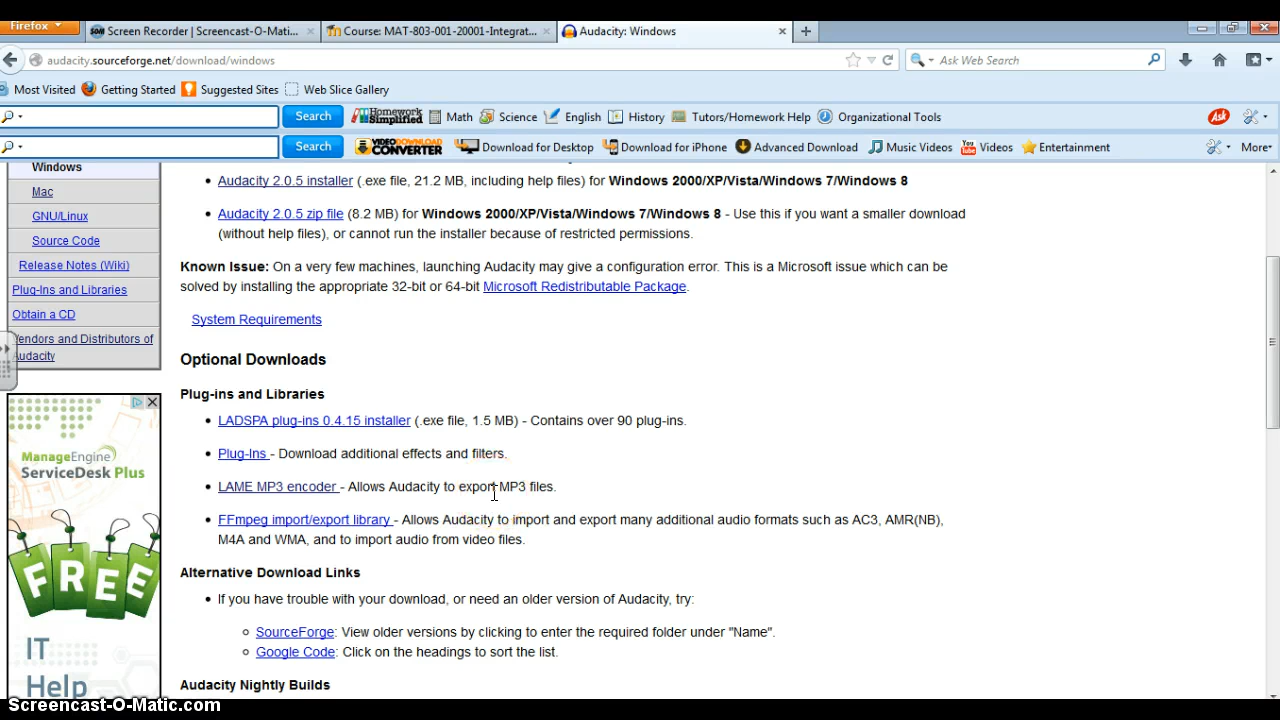 Firefox
Screen Recorder | Screencast-O-Mati...
Course: MAT-803-001-20001-Integrat...
Audacity: Windows
audacity.sourceforge.net/download/windows
Ask Web Search
Most Visited
Getting Started
Suggested Sites
Web Slice Gallery
Search
Homework Simplified
Math
Science
English
History
Tutors/Homework Help
Organizational Tools
Ask
Search
VIDEO DOWNLOAD CONVERTER
Download for Desktop
Download for iPhone
Advanced Download
Music Videos
You Tube
Videos
Entertainment
More
Windows
Mac
GNU/Linux
Source Code
Release Notes (Wiki)
Plug-Ins and Libraries
Obtain a CD
Vendors and Distributors of
Audacity
ManageEngine
ServiceDesk Plus
FREE
IT
Help
• Audacity 2.0.5 installer (.exe file, 21.2 MB, including help files) for Windows 2000/XP/Vista/Windows 7/Windows 8
• Audacity 2.0.5 zip file (8.2 MB) for Windows 2000/XP/Vista/Windows 7/Windows 8 - Use this if you want a smaller download
(without help files), or cannot run the installer because of restricted permissions.
Known Issue: On a very few machines, launching Audacity may give a configuration error. This is a Microsoft issue which can be
solved by installing the appropriate 32-bit or 64-bit Microsoft Redistributable Package.
System Requirements
Optional Downloads
Plug-ins and Libraries
• LADSPA plug-ins 0.4.15 installer (.exe file, 1.5 MB) - Contains over 90 plug-ins.
• Plug-Ins - Download additional effects and filters.
• LAME MP3 encoder - Allows Audacity to export MP3 files.
• FFmpeg import/export library - Allows Audacity to import and export many additional audio formats such as AC3, AMR(NB),
M4A and WMA, and to import audio from video files.
Alternative Download Links
• If you have trouble with your download, or need an older version of Audacity, try:
SourceForge: View older versions by clicking to enter the required folder under "Name".
Google Code: Click on the headings to sort the list.
Audacity Nightly Builds
Screencast-O-Matic.com